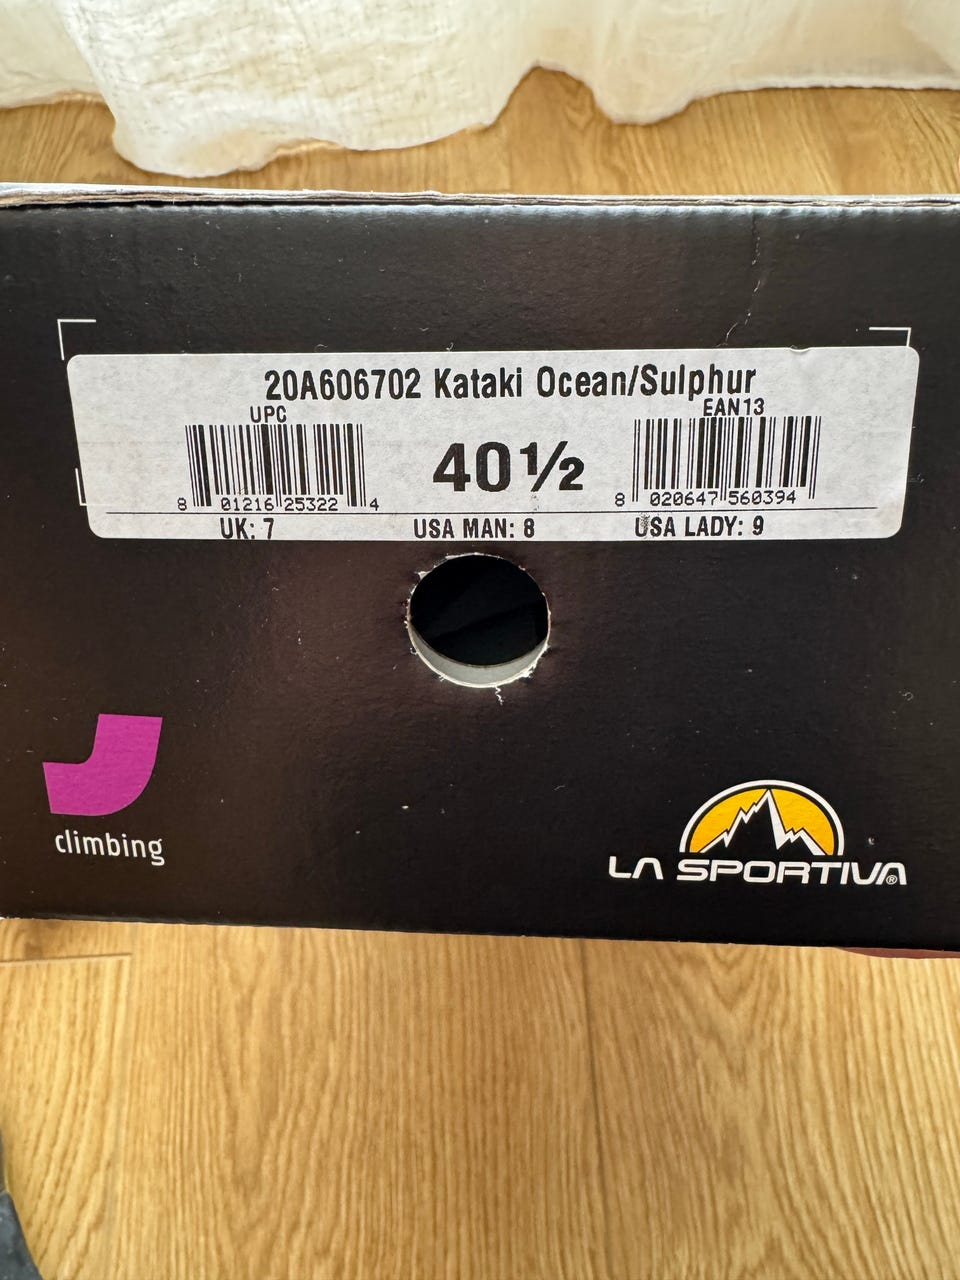 20A606702 Kataki Ocean/Sulphur
UPC
EAN13
40½
8 01216 25322 4
8 020647 560394
UK: 7
USA MAN: 8
USA LADY: 9
climbing
LA SPORTIVA®